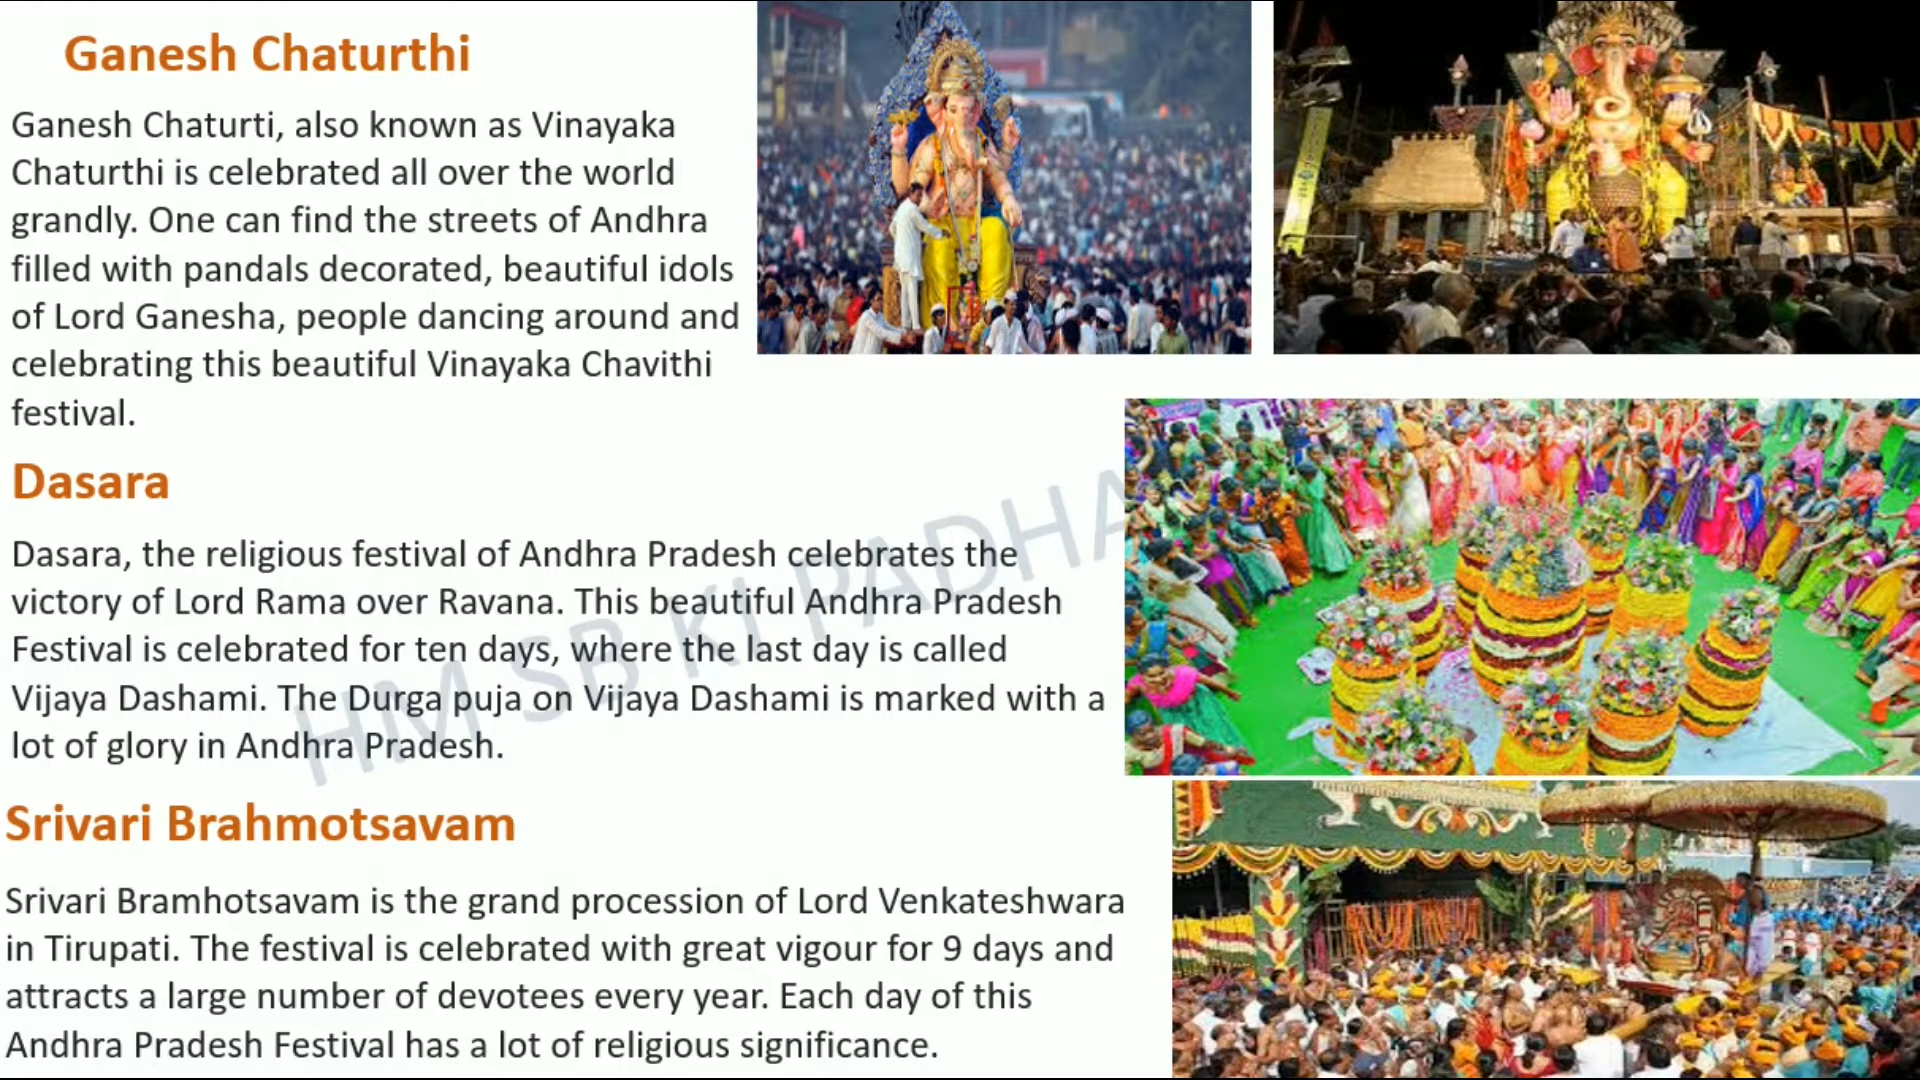 Ganesh Chaturthi
Ganesh Chaturti, also known as Vinayaka
Chaturthi is celebrated all over the world
grandly. One can find the streets of Andhra
filled with pandals decorated, beautiful idols
of Lord Ganesha, people dancing around and
celebrating this beautiful Vinayaka Chavithi
festival.
Dasara
Dasara, the religious festival of Andhra Pradesh celebrates the
victory of Lord Rama over Ravana. This beautiful Andhra Pradesh
Festival is celebrated for ten days, where the last day is called
Vijaya Dashami. The Durga puja on Vijaya Dashami is marked with a
lot of glory in Andhra Pradesh.
HM SB KI PADHA
Srivari Brahmotsavam
Srivari Bramhotsavam is the grand procession of Lord Venkateshwara
in Tirupati. The festival is celebrated with great vigour for 9 days and
attracts a large number of devotees every year. Each day of this
Andhra Pradesh Festival has a lot of religious significance.